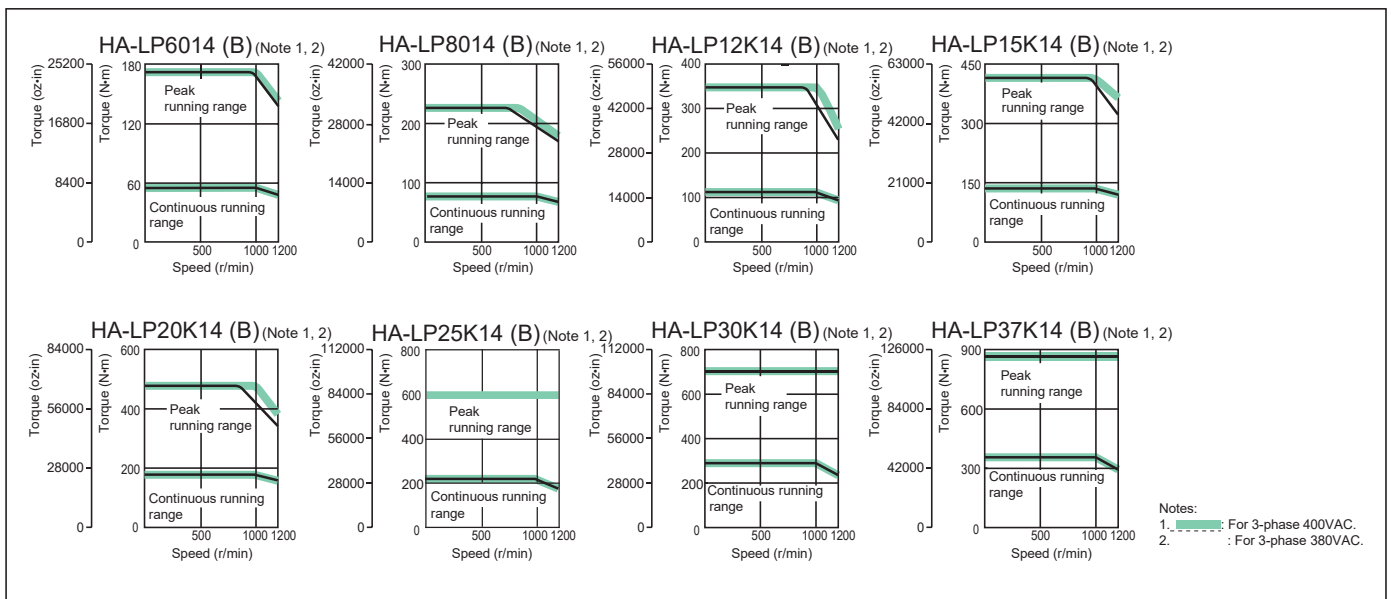 HA-LP6014 (B) (Note 1, 2)
25200
16800
8400
0
Torque (oz•in)
Torque (N•m)
180
120
60
0
Peak
running range
Continuous running
range
500
1000
1200
Speed (r/min)
HA-LP8014 (B) (Note 1, 2)
42000
28000
14000
0
Torque (oz•in)
Torque (N•m)
300
200
100
0
Peak
running range
Continuous running
range
500
1000
1200
Speed (r/min)
HA-LP12K14 (B) (Note 1, 2)
56000
42000
28000
14000
0
Torque (oz•in)
Torque (N•m)
400
300
200
100
0
Peak
running range
Continuous running
range
500
1000
1200
Speed (r/min)
HA-LP15K14 (B) (Note 1, 2)
63000
42000
21000
0
Torque (oz•in)
Torque (N•m)
450
300
150
0
Peak
running range
Continuous running
range
500
1000
1200
Speed (r/min)
HA-LP20K14 (B) (Note 1, 2)
84000
56000
28000
0
Torque (oz•in)
Torque (N•m)
600
400
200
0
Peak
running range
Continuous running
range
500
1000
1200
Speed (r/min)
HA-LP25K14 (B) (Note 1, 2)
112000
84000
56000
28000
0
Torque (oz•in)
Torque (N•m)
800
600
400
200
0
Peak
running range
Continuous running
range
500
1000
1200
Speed (r/min)
HA-LP30K14 (B) (Note 1, 2)
112000
84000
56000
28000
0
Torque (oz•in)
Torque (N•m)
800
600
400
200
0
Peak
running range
Continuous running
range
500
1000
1200
Speed (r/min)
HA-LP37K14 (B) (Note 1, 2)
126000
84000
42000
0
Torque (oz•in)
Torque (N•m)
900
600
300
0
Peak
running range
Continuous running
range
500
1000
1200
Speed (r/min)
Notes:
1. : For 3-phase 400VAC.
2. : For 3-phase 380VAC.